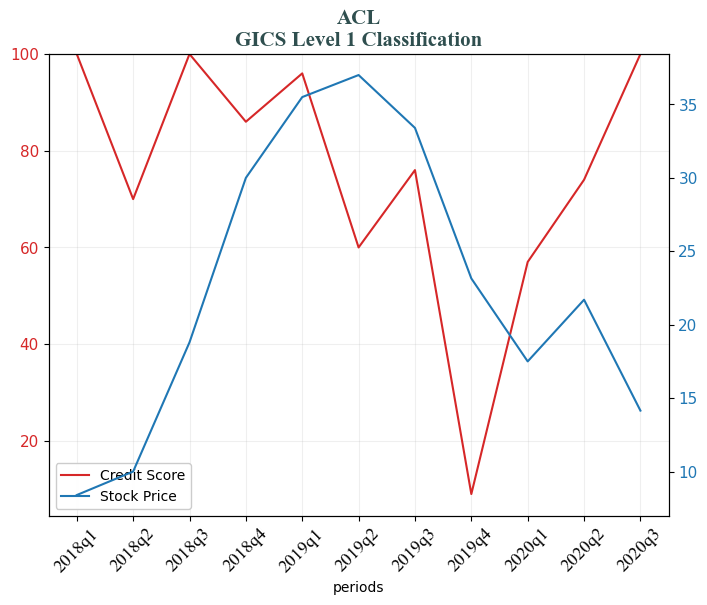 ACL
GICS Level 1 Classification
100
80
60
40
20
35
30
25
20
15
10
Credit Score
Stock Price
2018q1
2018q2
2018q3
2018q4
2019q1
2019q2
2019q3
2019q4
2020q1
2020q2
2020q3
periods